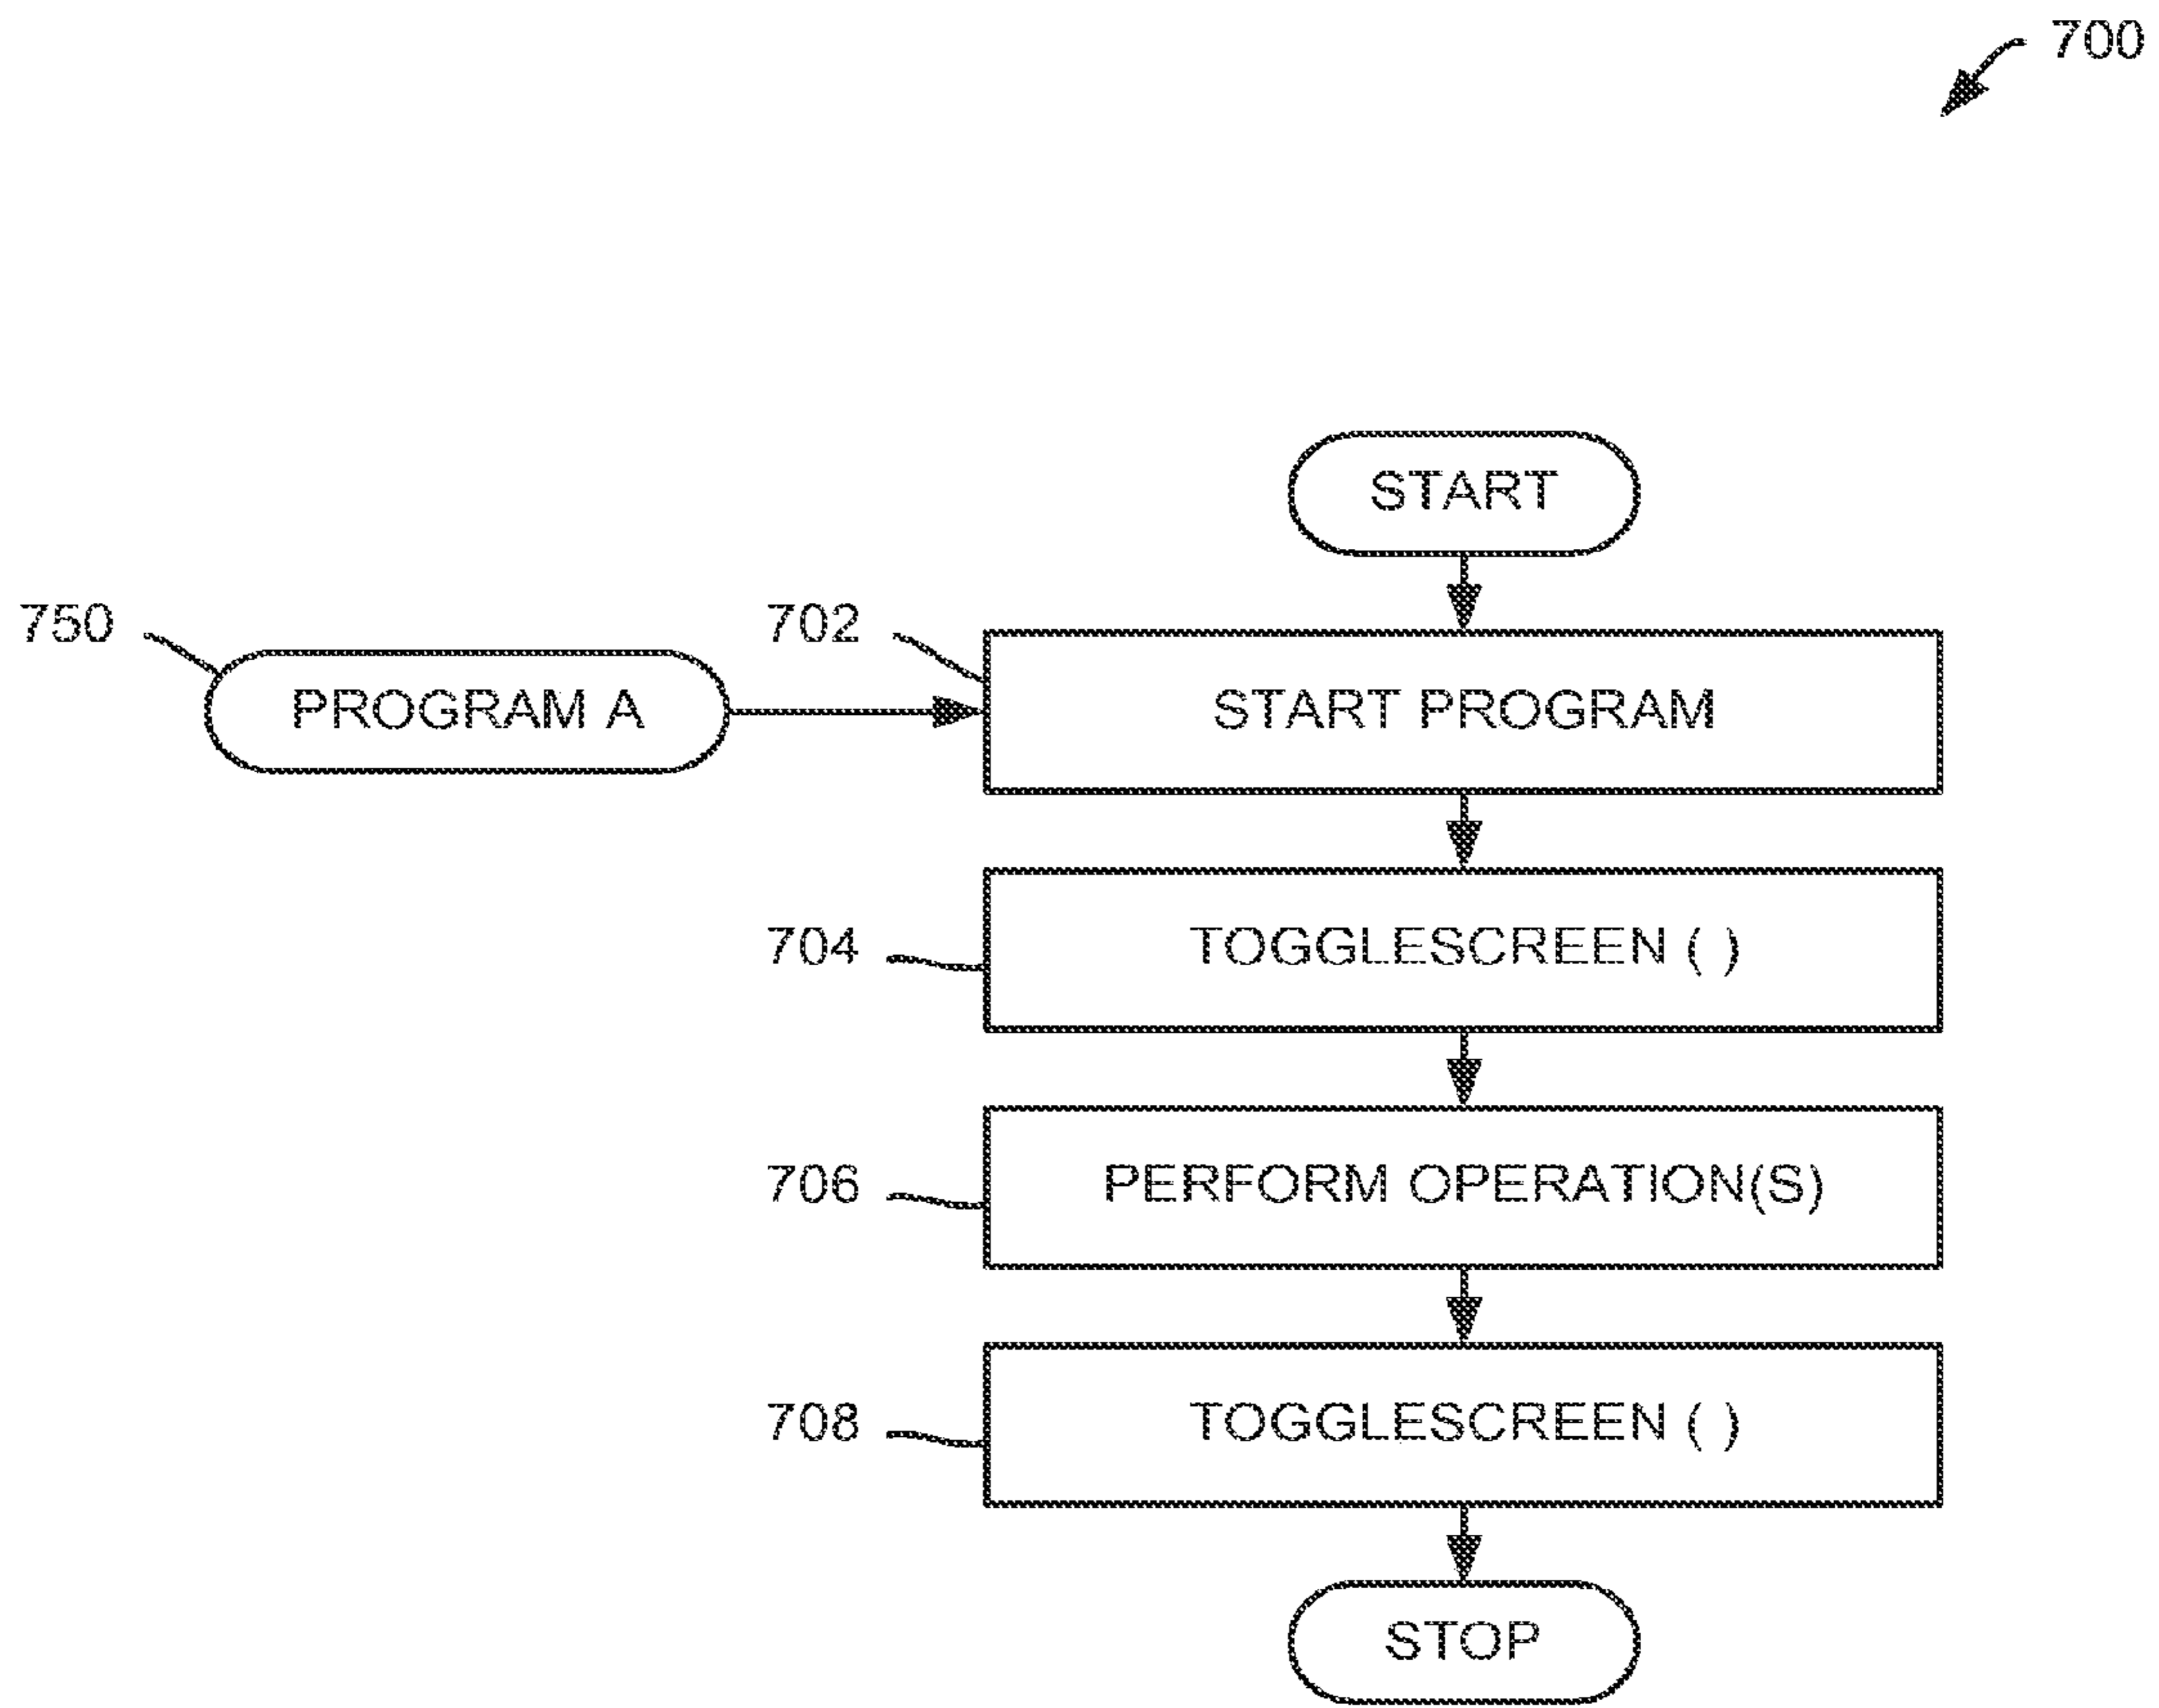 700
START
750
702
PROGRAM A
START PROGRAM
704
TOGGLESCREEN ( )
706
PERFORM OPERATION(S)
708
TOGGLESCREEN ( )
STOP